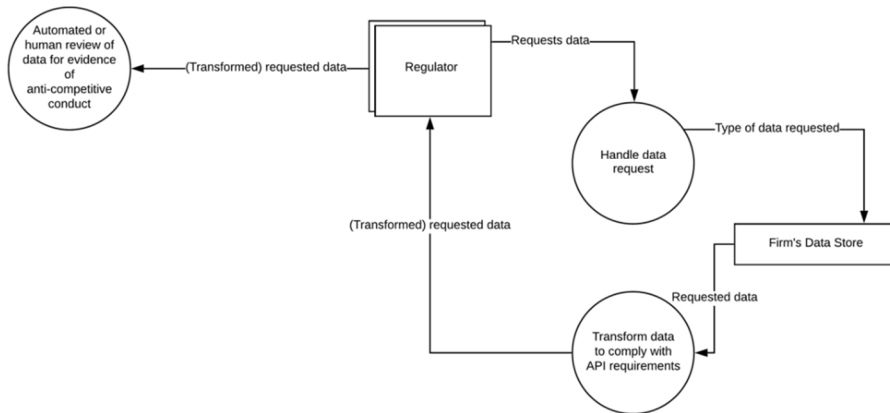 Automated or
human review of
data for evidence
of
anti-competitive
conduct
(Transformed) requested data
Regulator
Requests data
Type of data requested
Handle data
request
(Transformed) requested data
Firm's Data Store
Requested data
Transform data
to comply with
API requirements